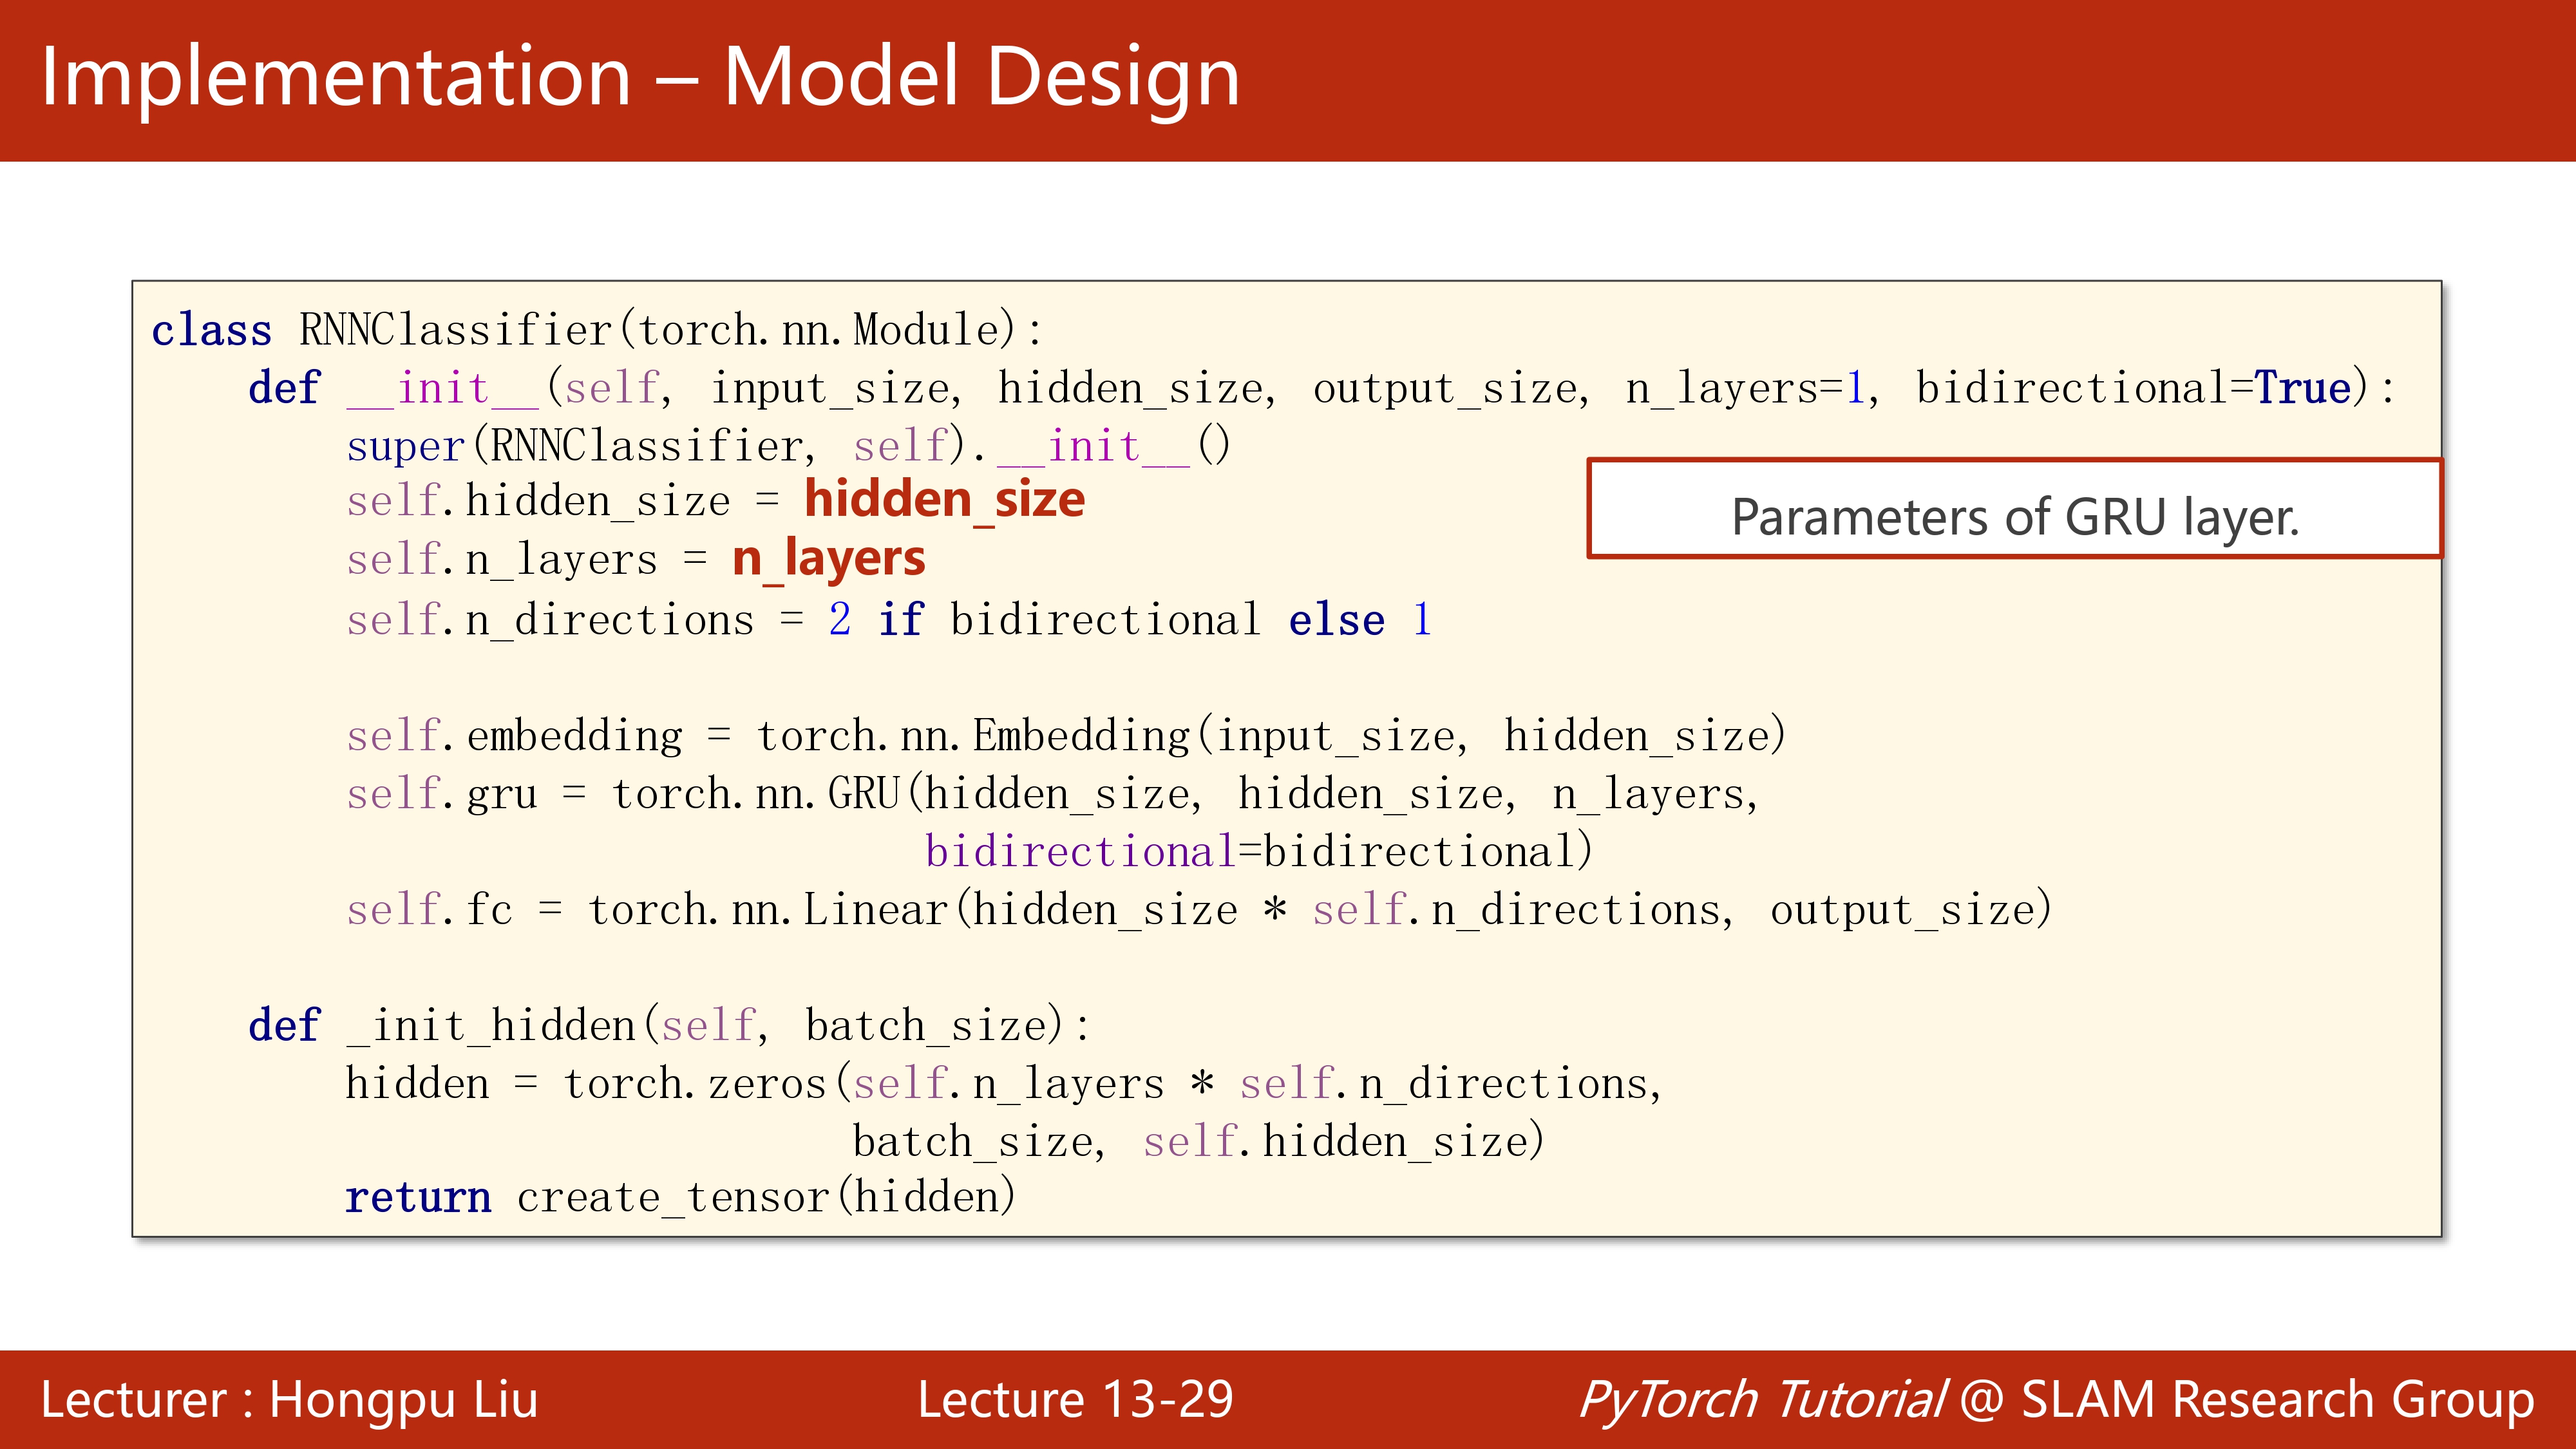 Implementation – Model Design
class RNNClassifier(torch.nn.Module):
    def __init__(self, input_size, hidden_size, output_size, n_layers=1, bidirectional=True):
        super(RNNClassifier, self).__init__()
        self.hidden_size = hidden_size
        self.n_layers = n_layers
        self.n_directions = 2 if bidirectional else 1
Parameters of GRU layer.
        self.embedding = torch.nn.Embedding(input_size, hidden_size)
        self.gru = torch.nn.GRU(hidden_size, hidden_size, n_layers,
                                bidirectional=bidirectional)
        self.fc = torch.nn.Linear(hidden_size * self.n_directions, output_size)
    def _init_hidden(self, batch_size):
        hidden = torch.zeros(self.n_layers * self.n_directions,
                             batch_size, self.hidden_size)
        return create_tensor(hidden)
Lecturer : Hongpu Liu
Lecture 13-29
PyTorch Tutorial @ SLAM Research Group